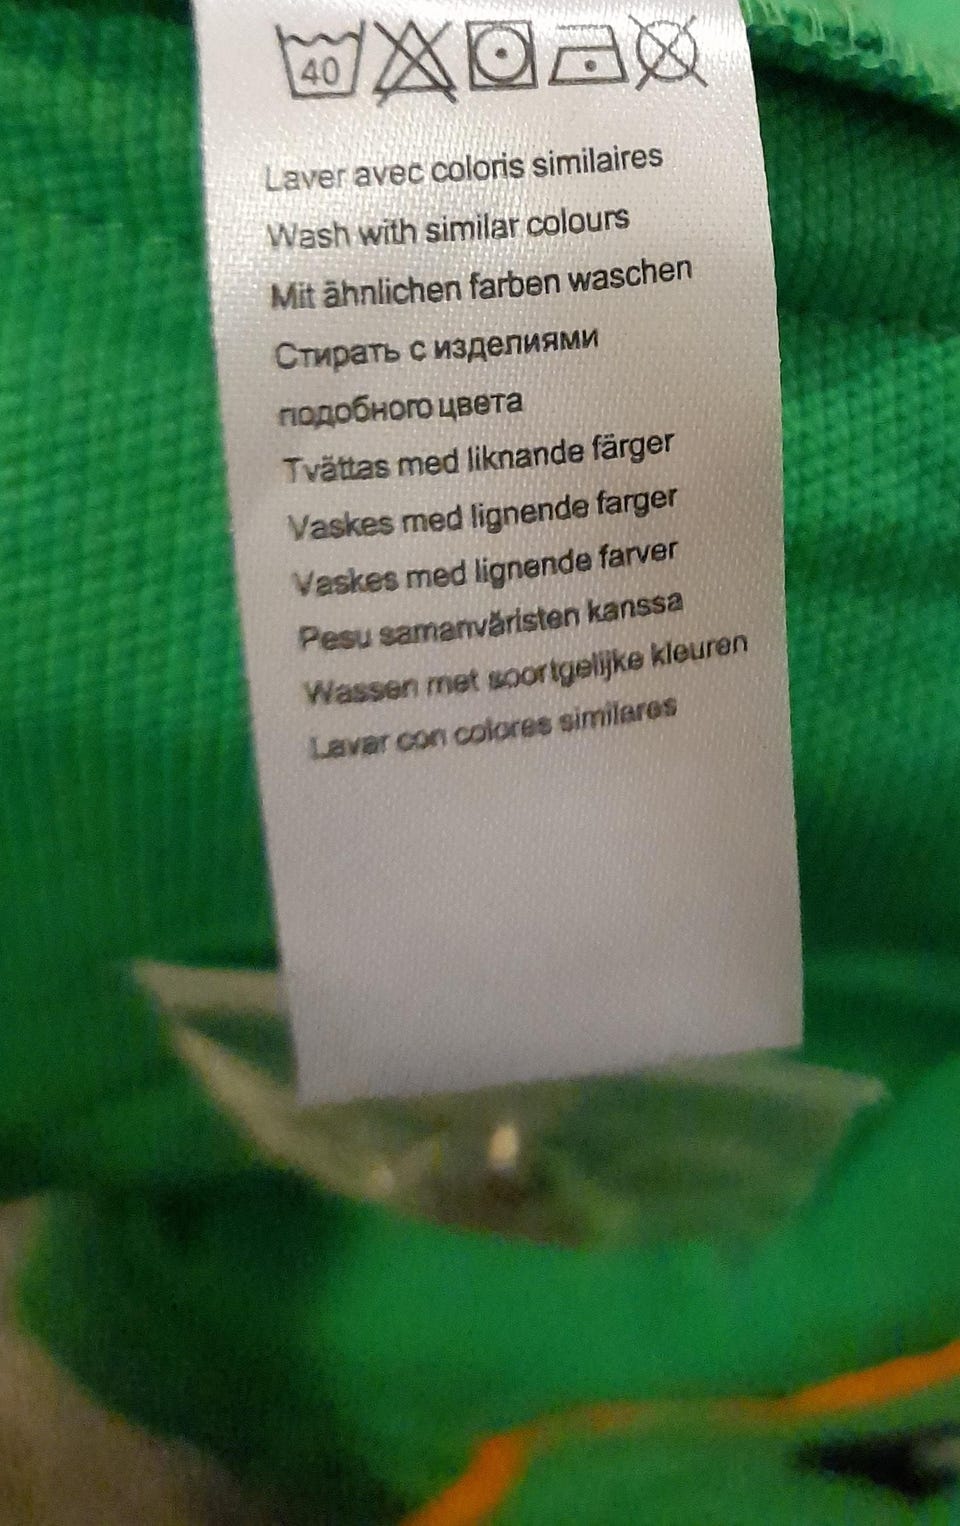 40
Laver avec coloris similaires
Wash with similar colours
Mit ähnlichen farben waschen
Стирать с изделиями
подобного цвета
Tvättas med liknande färger
Vaskes med lignende farger
Vaskes med lignende farver
Pesu samanväristen kanssa
Wassen met soortgelijke kleuren
Lavar con colores similares